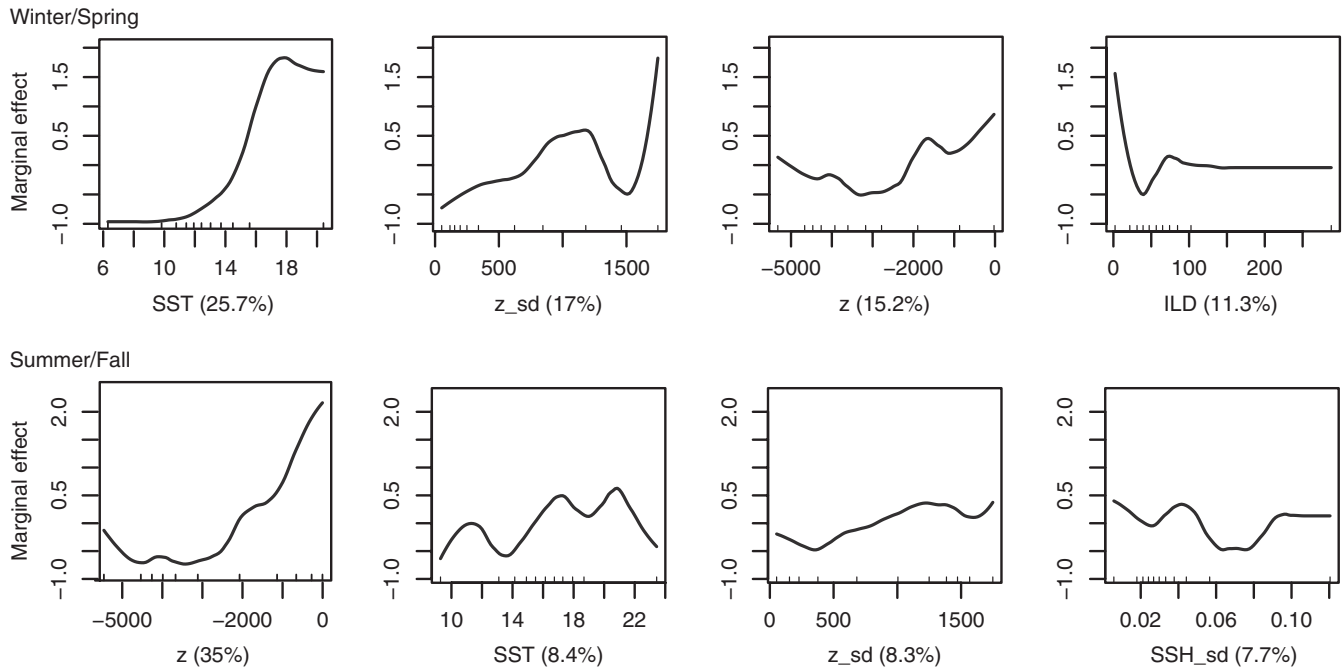 Winter/Spring
Marginal effect
−1.0 0.5 1.5
6 10 14 18
SST (25.7%)
−1.0 0.5 1.5
0 500 1500
z_sd (17%)
−1.0 0.5 1.5
−5000 −2000 0
z (15.2%)
−1.0 0.5 1.5
0 100 200
ILD (11.3%)
Summer/Fall
Marginal effect
−1.0 0.5 2.0
−5000 −2000 0
z (35%)
−1.0 0.5 2.0
10 14 18 22
SST (8.4%)
−1.0 0.5 2.0
0 500 1500
z_sd (8.3%)
−1.0 0.5 2.0
0.02 0.06 0.10
SSH_sd (7.7%)